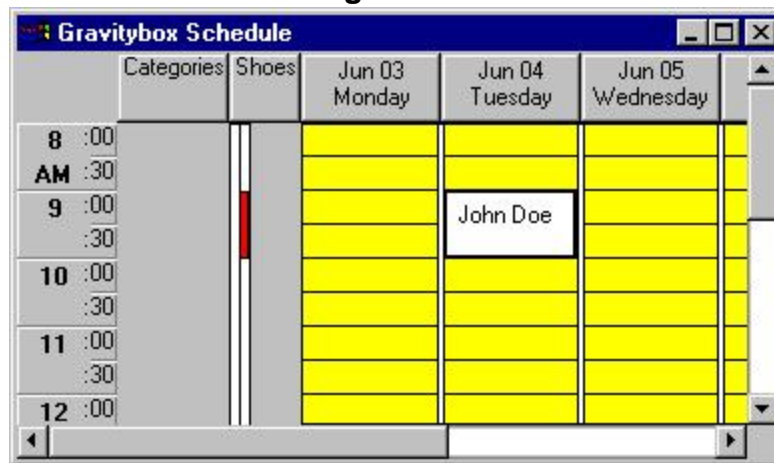 Gravitybox Schedule
Categories Shoes Jun 03 Jun 04 Jun 05
Monday Tuesday Wednesday
8 :00
AM :30
9 :00 John Doe
:30
10 :00
:30
11 :00
:30
12 :00